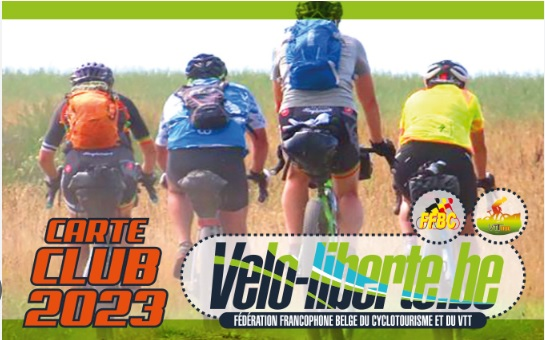 CARTE
CLUB
2023
FFBC
Velo-liberte.be
FÉDÉRATION FRANCOPHONE BELGE DU CYCLOTOURISME ET DU VTT